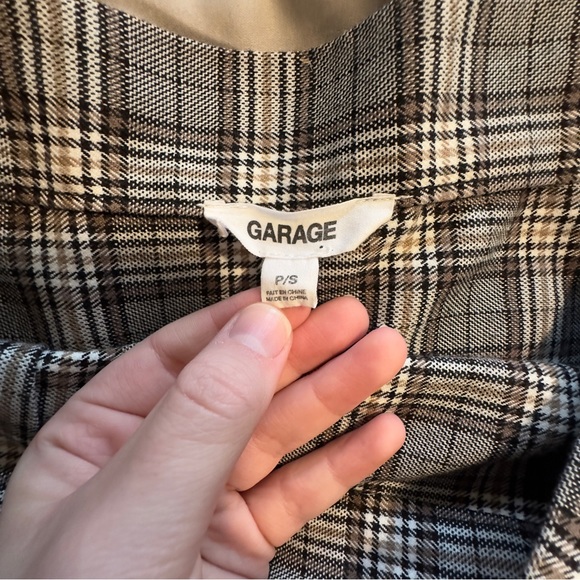 GARAGE
P/S
FAIT EN CHINE
MADE IN CHINA